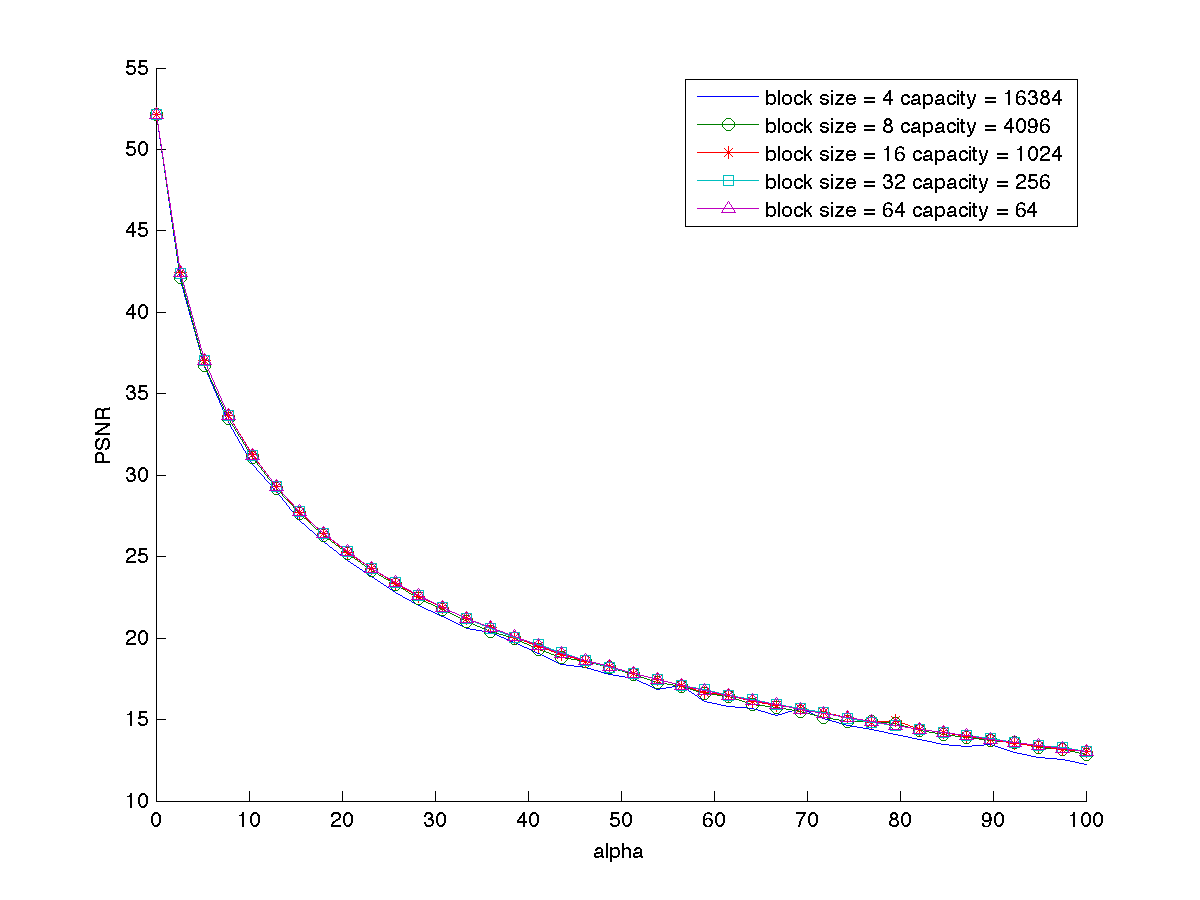 55
50
45
40
35
30
25
20
15
10
PSNR
block size = 4 capacity = 16384
block size = 8 capacity = 4096
block size = 16 capacity = 1024
block size = 32 capacity = 256
block size = 64 capacity = 64
0 10 20 30 40 50 60 70 80 90 100
alpha